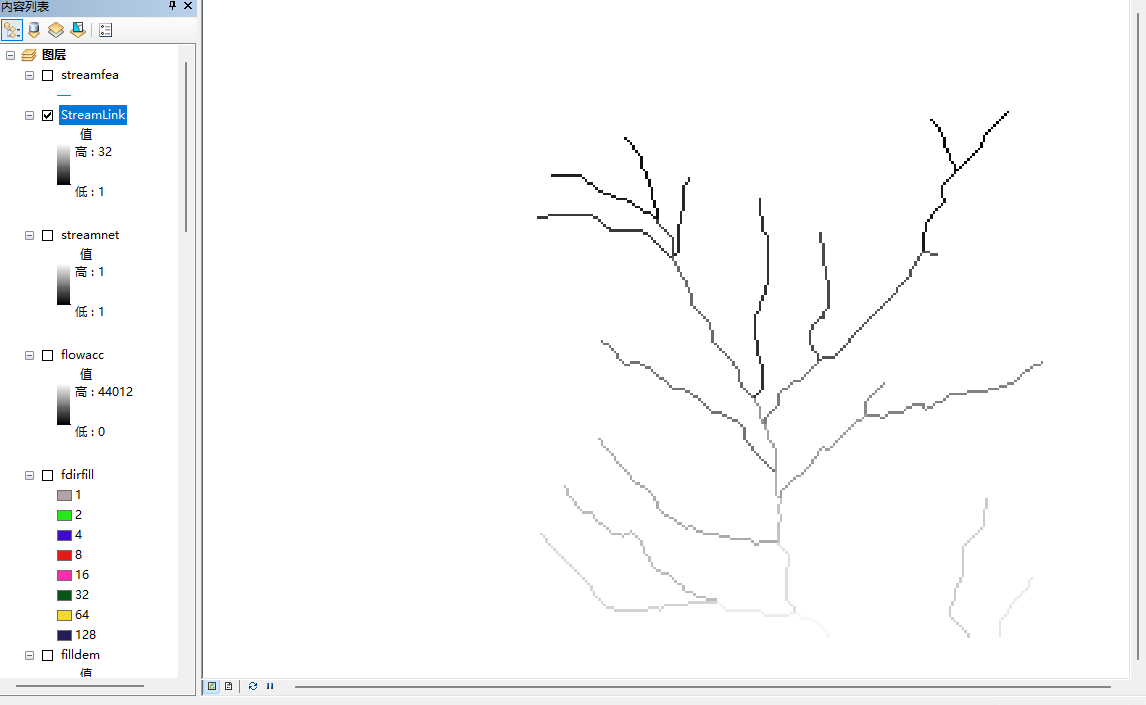 内容列表
图层
streamfea
StreamLink
值
高 : 32
低 : 1
streamnet
值
高 : 1
低 : 1
flowacc
值
高 : 44012
低 : 0
fdirfill
1
2
4
8
16
32
64
128
filldem
值